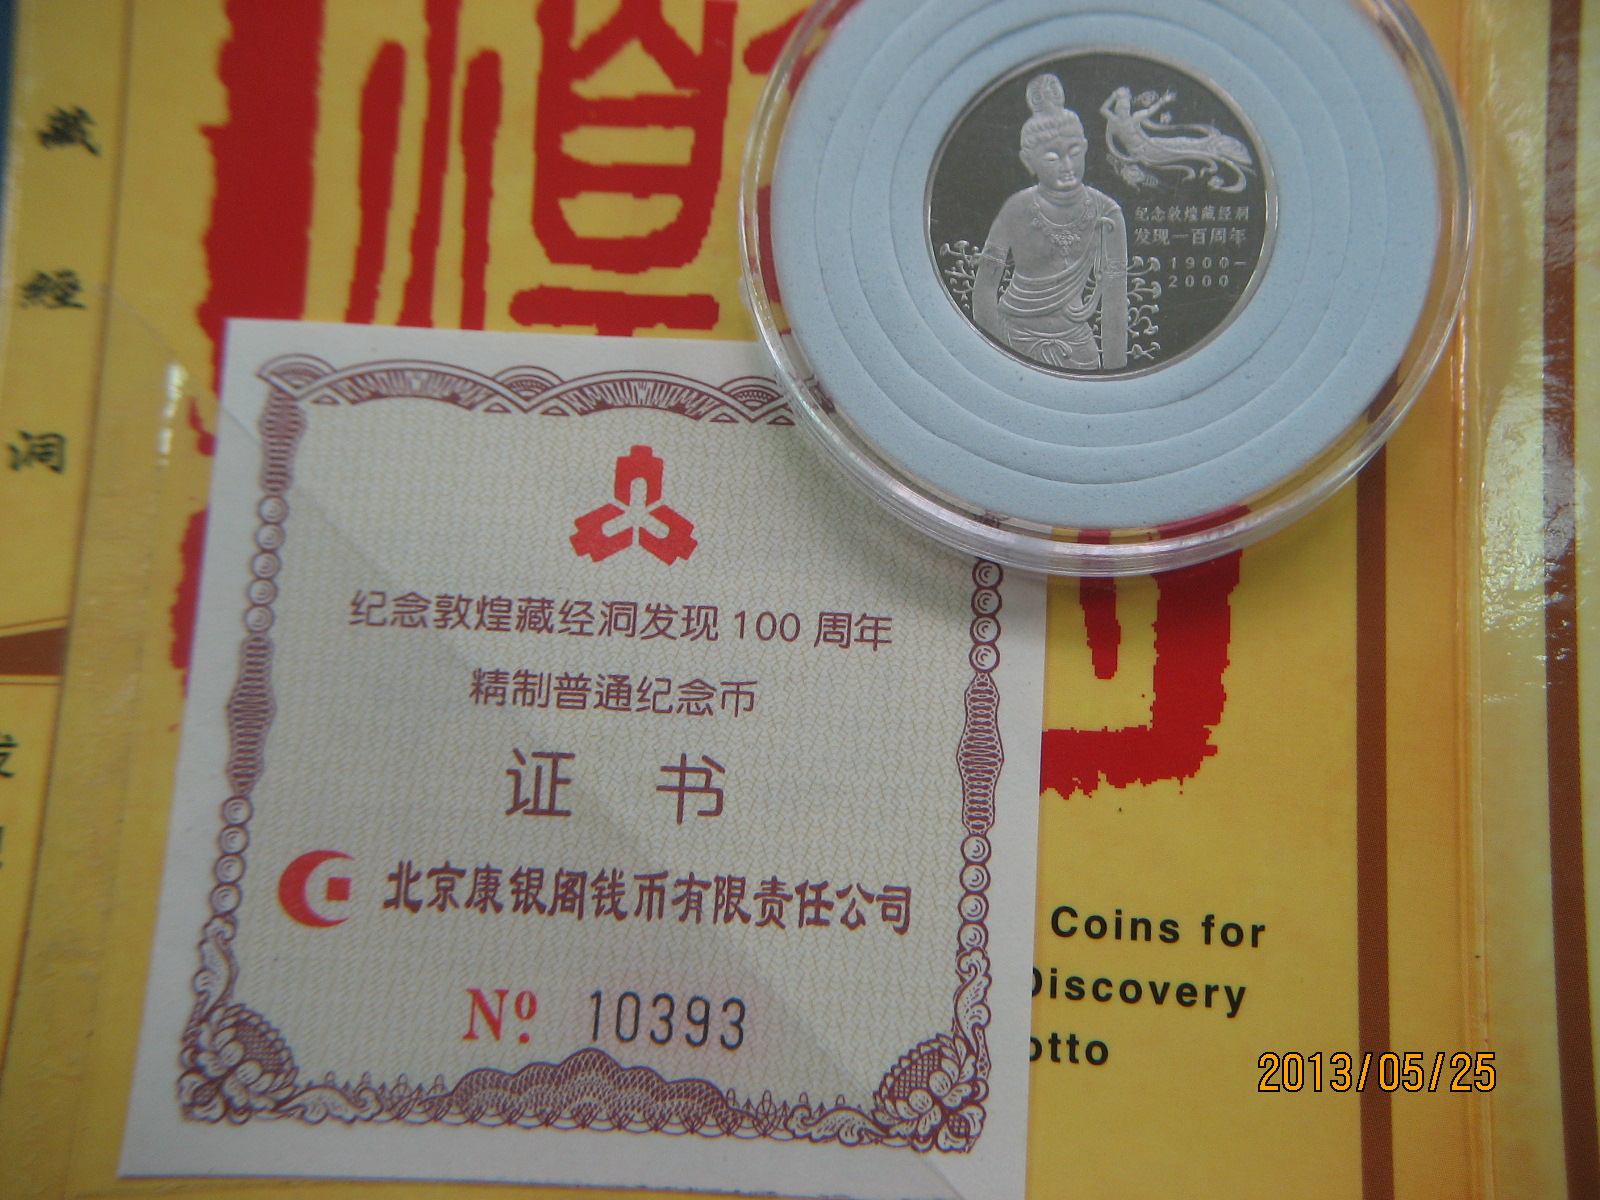 藏
經
洞
纪念敦煌藏经洞
发现一百周年
1900-
2000
纪念敦煌藏经洞发现 100 周年
精制普通纪念币
证 书
北京康银阁钱币有限责任公司
Nº 10393
Coins for
Discovery
otto
2013/05/25